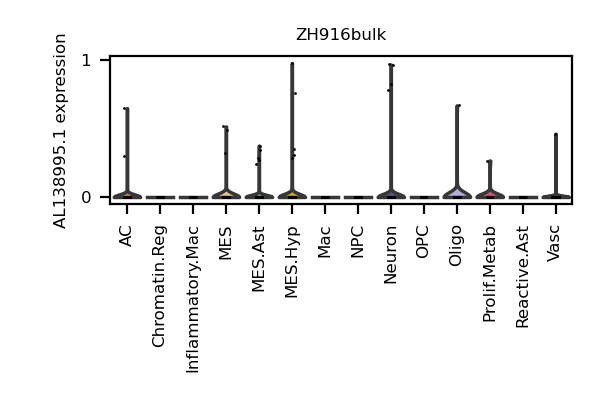 ZH916bulk
AL138995.1 expression
1
0
AC
Chromatin.Reg
Inflammatory.Mac
MES
MES.Ast
MES.Hyp
Mac
NPC
Neuron
OPC
Oligo
Prolif.Metab
Reactive.Ast
Vasc